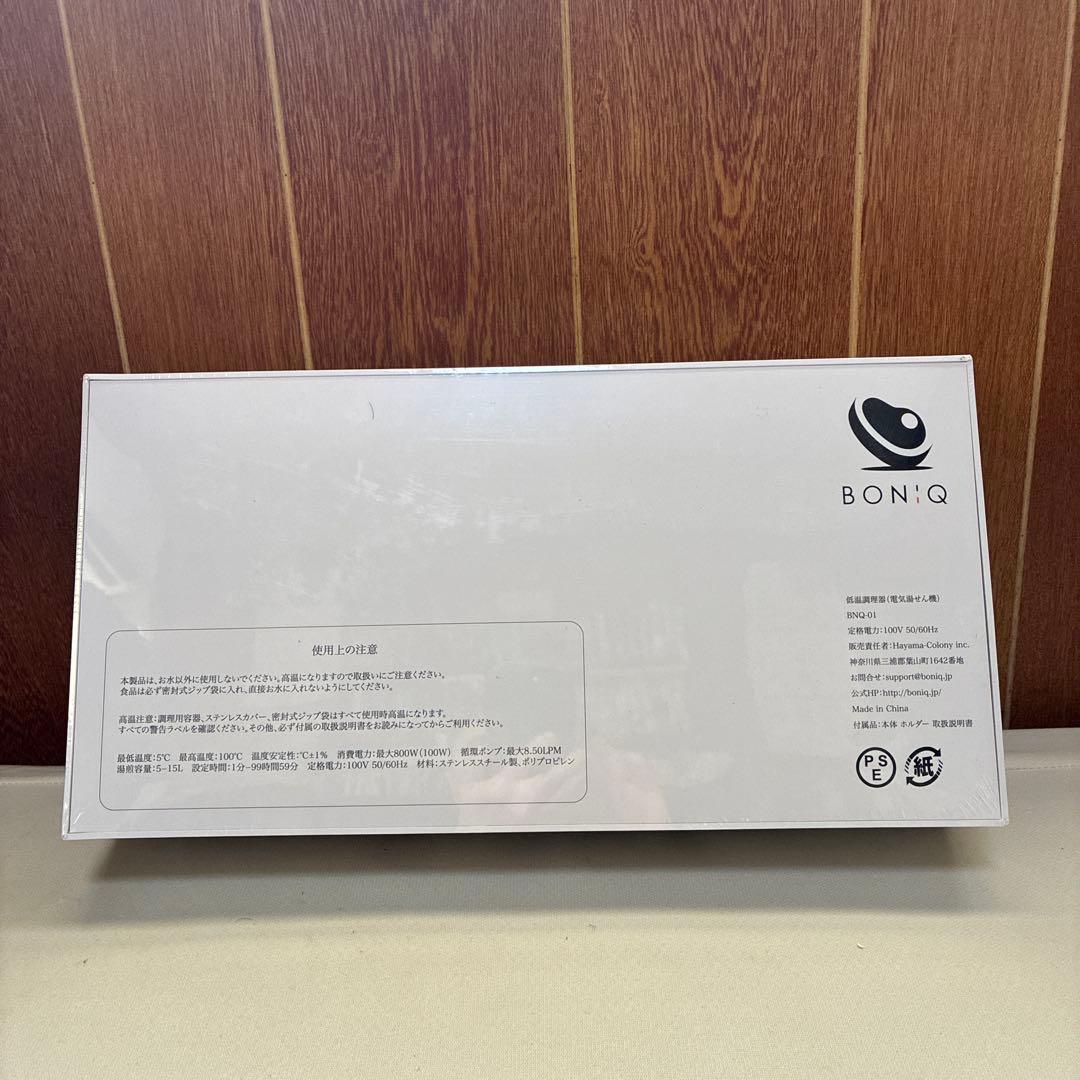 BONIQ
低温調理器(電気湯せん機)
BNQ-01
定格電力:100V 50/60Hz
販売責任者:Hayama-Colony inc.
神奈川県三浦郡葉山町1642番地
お問合せ:support@boniq.jp
公式HP:http://boniq.jp/
Made in China
付属品:本体 ホルダー 取扱説明書
PSE
紙
使用上の注意
本製品は、お水以外に使用しないでください。高温になりますので取扱いにご注意ください。
食品は必ず密封式ジップ袋に入れ、直接お水に入れないようにしてください。
高温注意:調理用容器、ステンレスカバー、密封式ジップ袋はすべて使用時高温になります。
すべての警告ラベルを確認ください。その他、必ず付属の取扱説明書をお読みになってからご利用ください。
最低温度:5℃ 最高温度:100℃ 温度安定性:℃±1% 消費電力:最大800W(100W) 循環ポンプ:最大8.50LPM
湯煎容量:5-15L 設定時間:1分-99時間59分 定格電力:100V 50/60Hz 材料:ステンレススチール製、ポリプロピレン